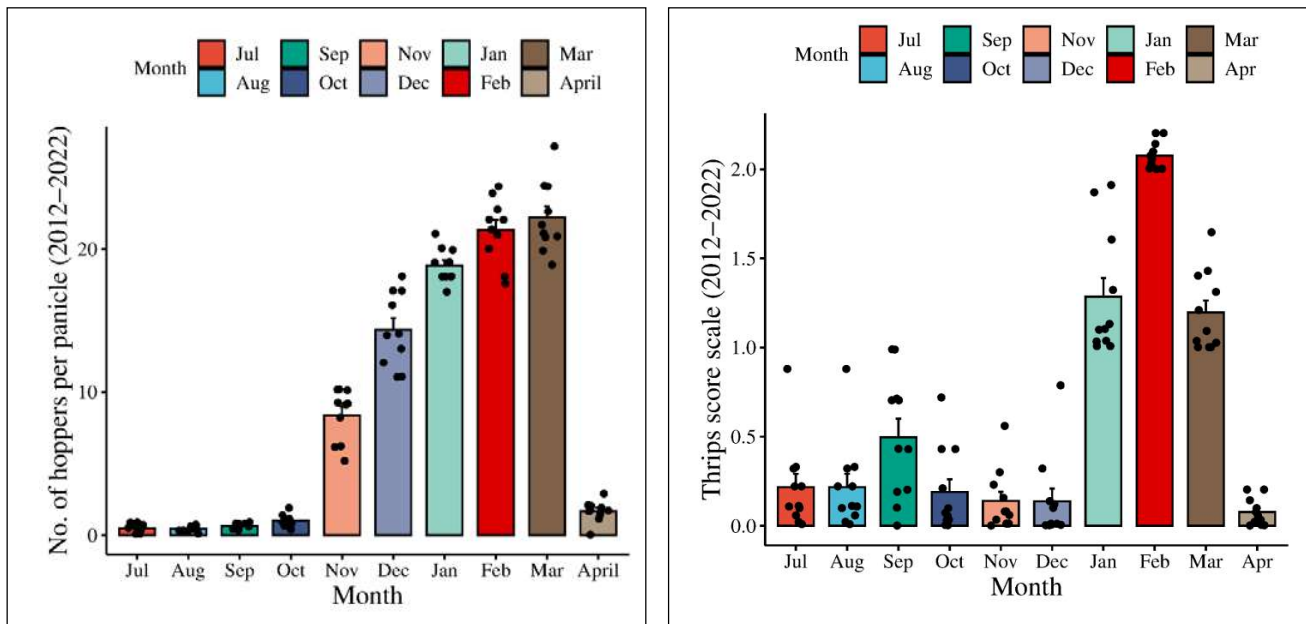 Month Jul Sep Nov Jan Mar
Aug Oct Dec Feb April
No. of hoppers per panicle (2012−2022)
20
10
0
Jul Aug Sep Oct Nov Dec Jan Feb Mar April
Month
Month Jul Sep Nov Jan Mar
Aug Oct Dec Feb Apr
Thrips score scale (2012−2022)
2.0
1.5
1.0
0.5
0.0
Jul Aug Sep Oct Nov Dec Jan Feb Mar Apr
Month